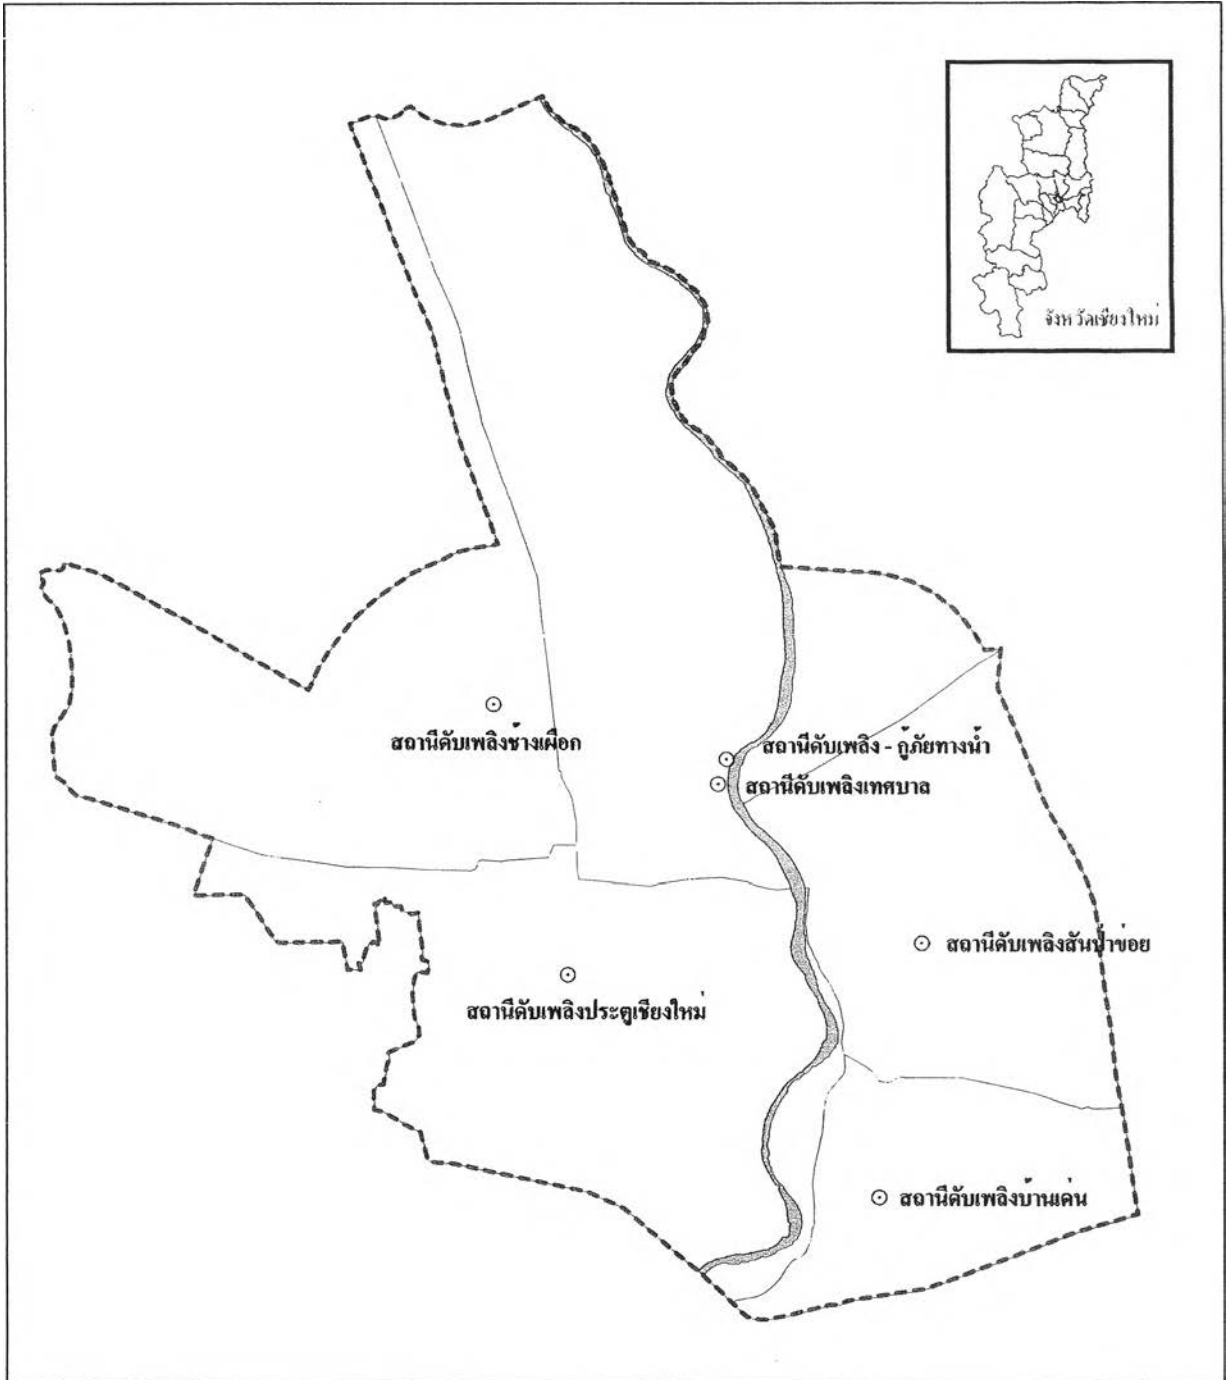 จังหวัดเชียงใหม่
สถานีดับเพลิงช้างเผือก
สถานีดับเพลิง - กู้ภัยทางน้ำ
สถานีดับเพลิงเทศบาล
สถานีดับเพลิงสันป่าข่อย
สถานีดับเพลิงประตูเชียงใหม่
สถานีดับเพลิงบ้านเด่น